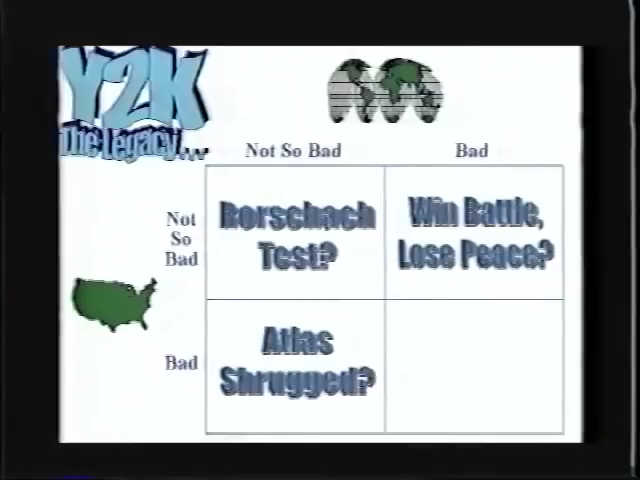 Y2K
The Legacy...
Not So Bad
Bad
Not
So
Bad
Rorschach
Test?
Win Battle,
Lose Peace?
Bad
Atlas
Shrugged?